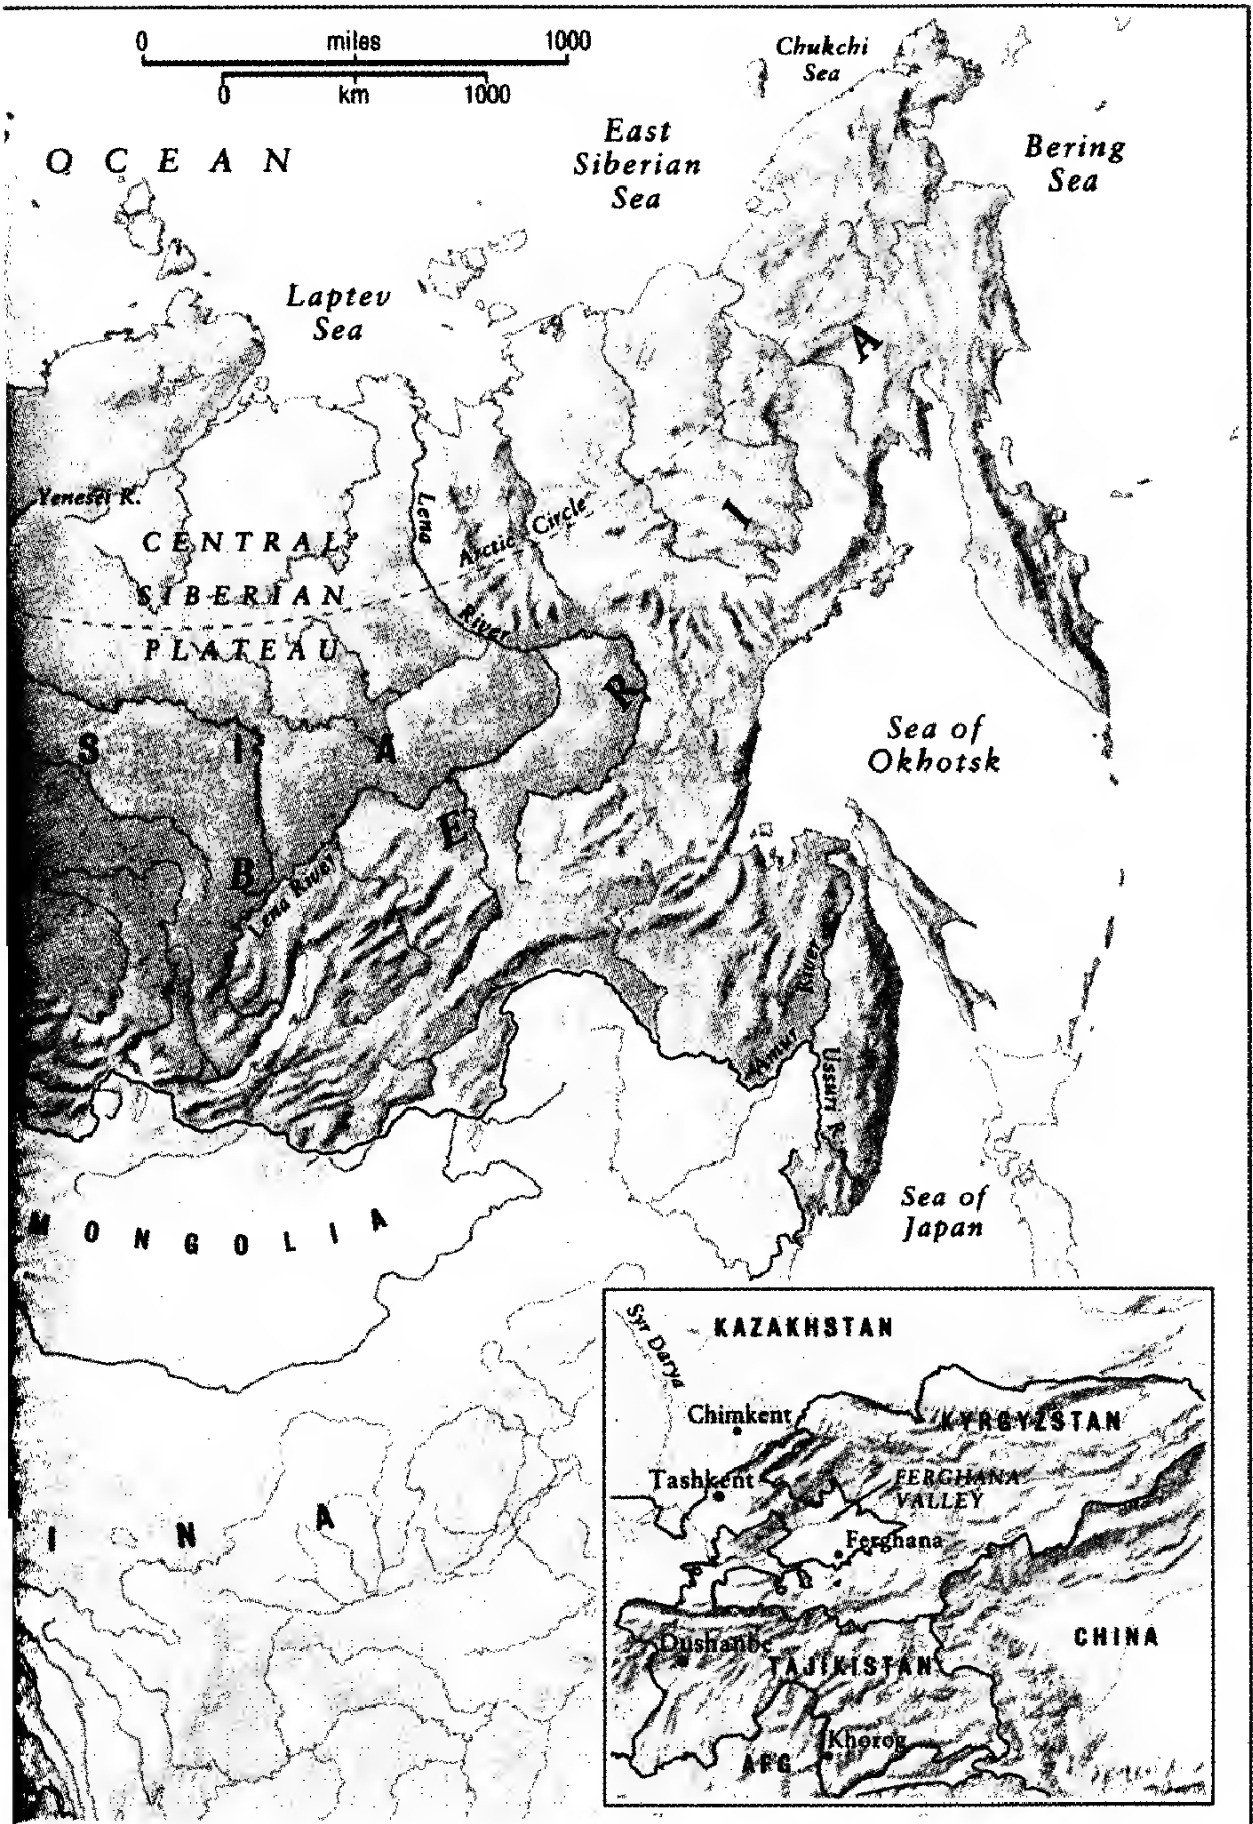 0 miles 1000
0 km 1000
Chukchi
Sea
OCEAN
East
Siberian
Sea
Bering
Sea
Laptev
Sea
Yenesei R.
CENTRAL
SIBERIAN
PLATEAU
Lena
River
Arctic Circle
S I A
B E R I A
Lena River
Sea of
Okhotsk
Amur River
Ussuri R.
MONGOLIA
Sea of
Japan
I N A
Syr Darya
KAZAKHSTAN
Chimkent
KYRGYZSTAN
Tashkent
FERGHANA
VALLEY
Ferghana
CHINA
Dushanbe
TAJIKISTAN
Khorog
AFG